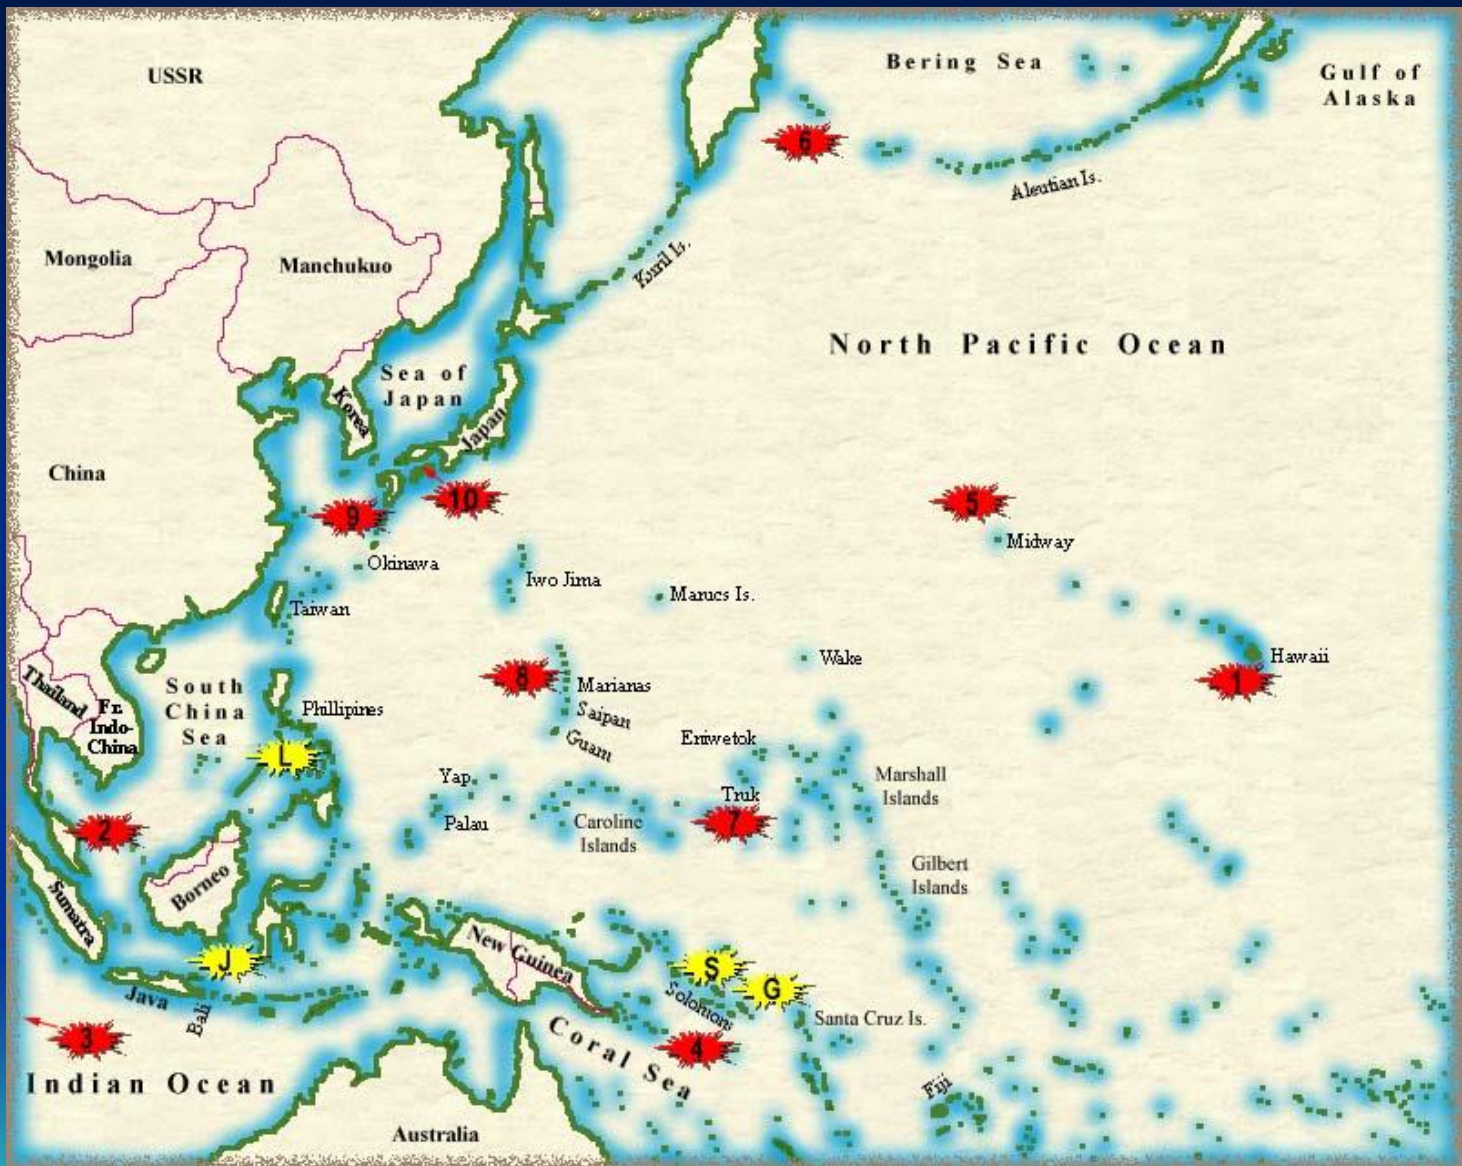 USSR
Bering Sea
Gulf of
Alaska
6
Aleutian Is.
Mongolia
Manchukuo
Kuril Is.
North Pacific Ocean
Sea of
Japan
Korea
Japan
China
9
10
5
Midway
Okinawa
Iwo Jima
Marucs Is.
Taiwan
Hawaii
1
Wake
8
Marianas
Saipan
Guam
Thailand
Fr.
Indo-
China
South
China
Sea
Phillipines
L
Eniwetok
Yap
Palau
Truk
7
Caroline
Islands
Marshall
Islands
2
Gilbert
Islands
Sumatra
Borneo
New Guinea
J
S
G
Solomons
Santa Cruz Is.
Java
Bali
3
4
Coral Sea
Indian Ocean
Fiji
Australia